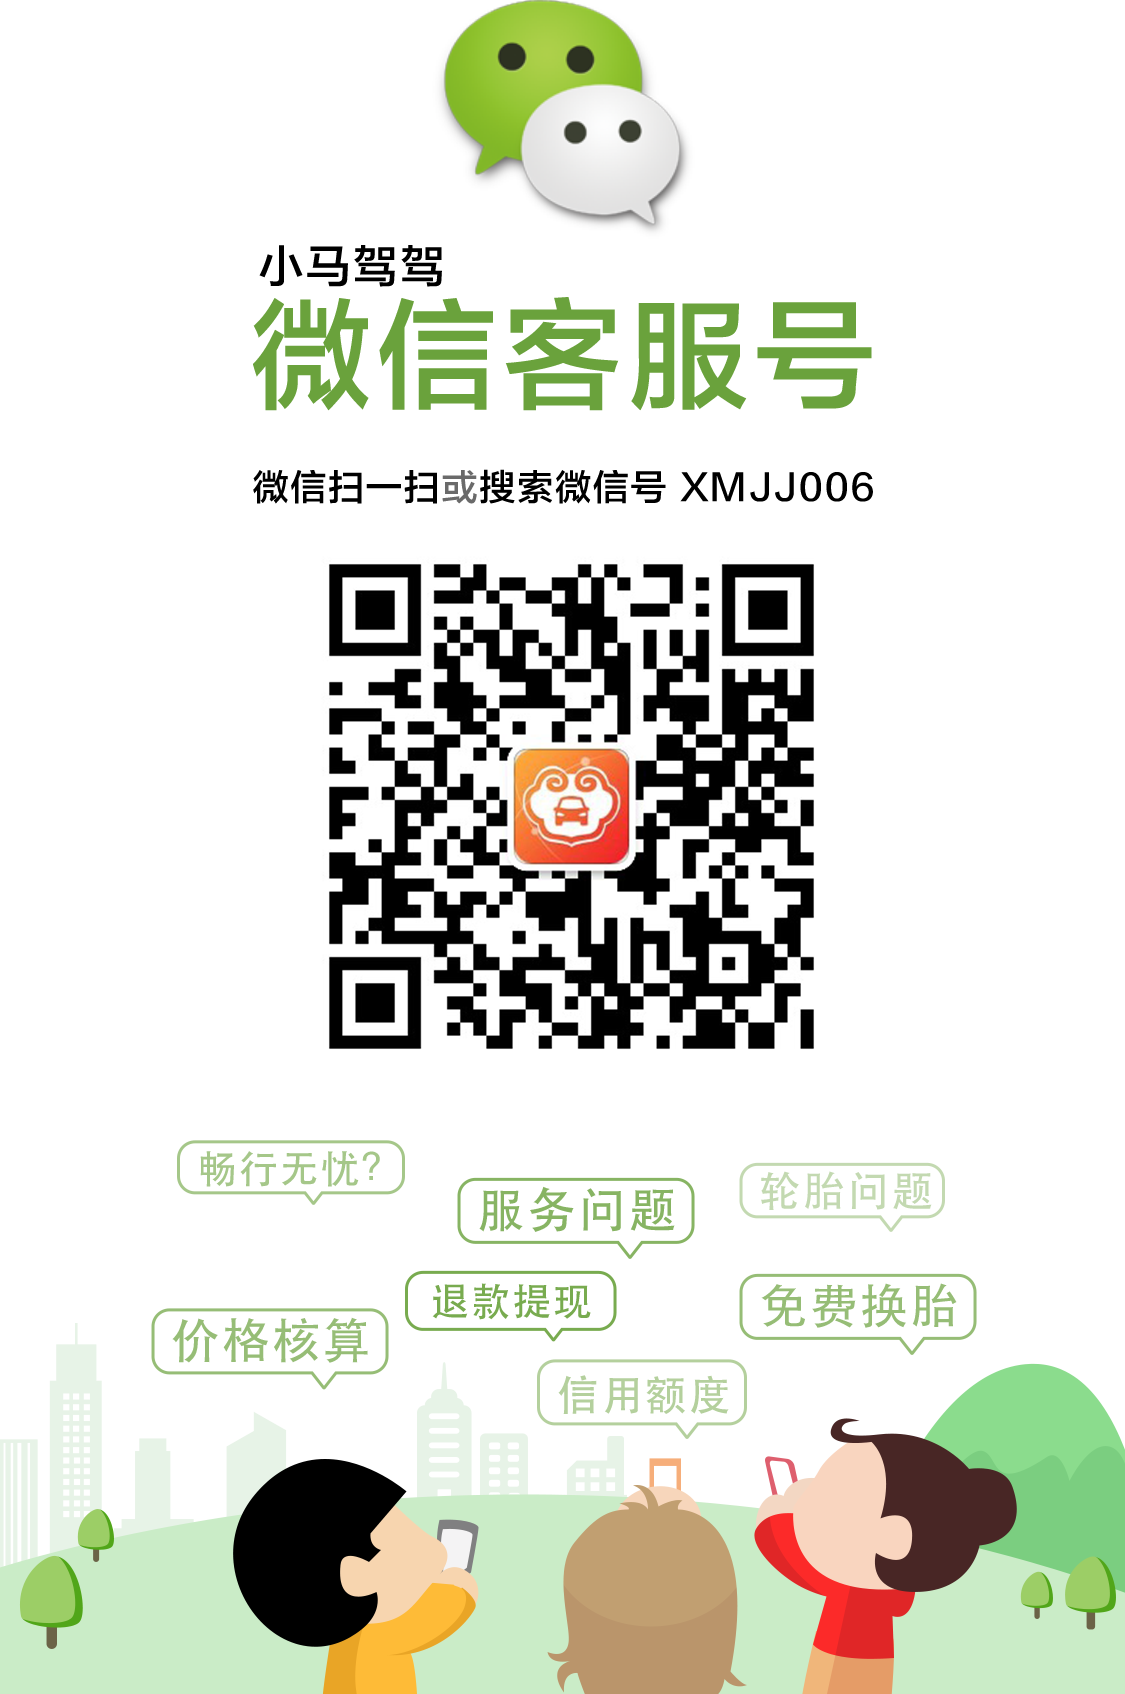 小马驾驾
微信客服号
微信扫一扫或搜索微信号 XMJJ006
畅行无忧?
服务问题
轮胎问题
退款提现
免费换胎
价格核算
信用额度